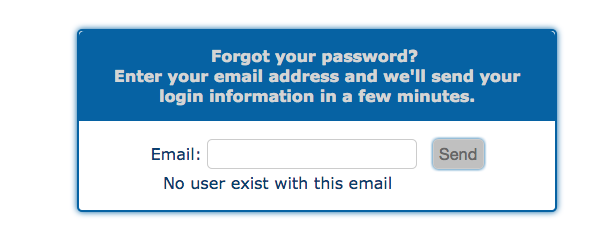 Forgot your password?
Enter your email address and we'll send your
login information in a few minutes.
Email: Send
No user exist with this email